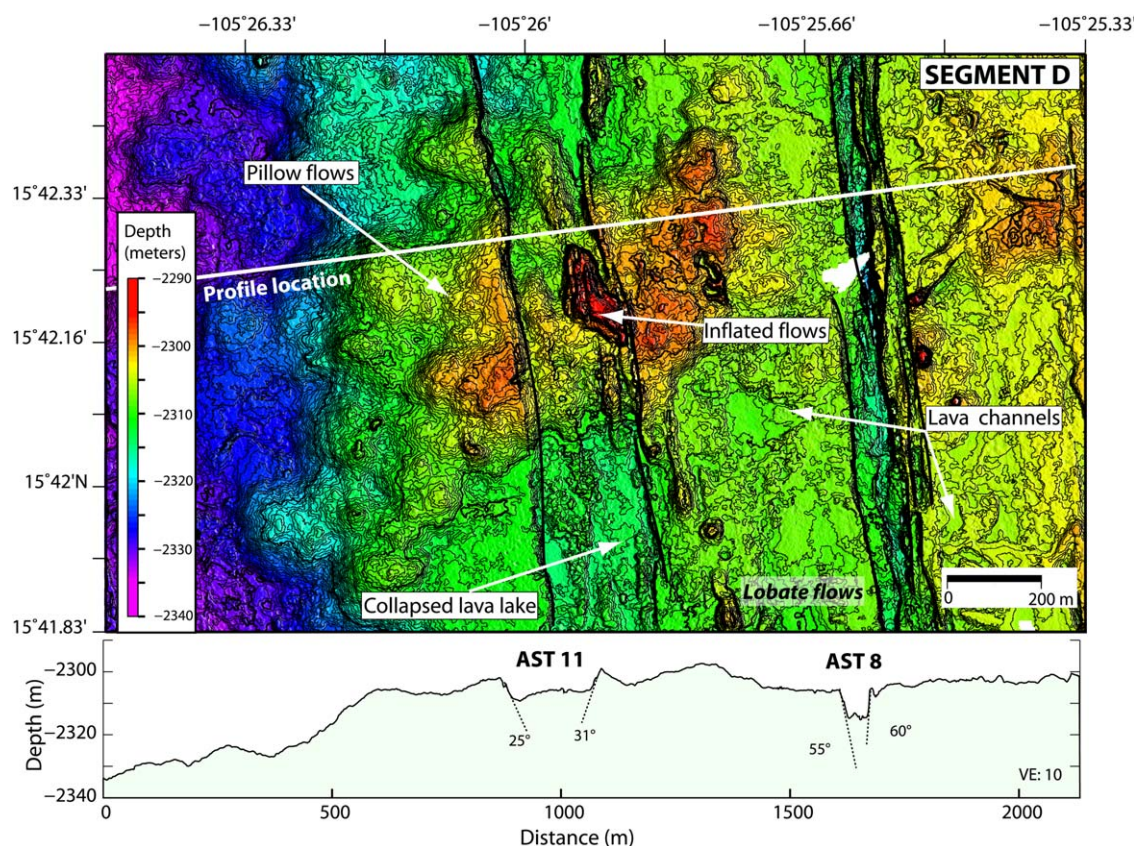 −105°26.33' −105°26' −105°25.66' −105°25.33'
SEGMENT D
Pillow flows
15°42.33'
Depth
(meters)
−2290
−2300
−2310
−2320
−2330
−2340
Profile location
Inflated flows
15°42.16'
Lava channels
15°42'N
Collapsed lava lake
Lobate flows
0 200 m
15°41.83'
AST 11 AST 8
Depth (m)
−2300
−2320
−2340
25° 31° 55° 60°
VE: 10
0 500 1000 1500 2000
Distance (m)